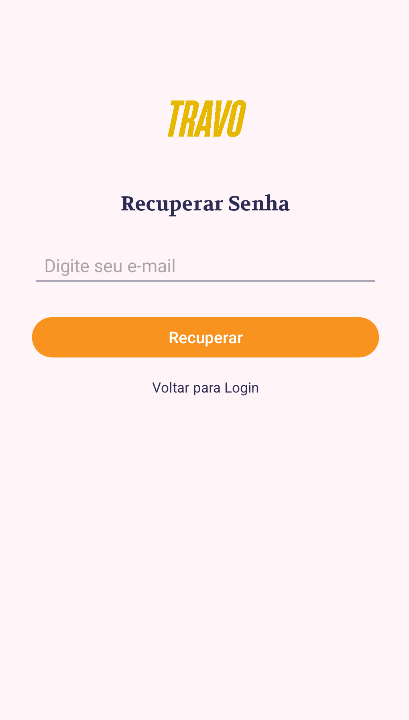 TRAVO
Recuperar Senha
Digite seu e-mail
Recuperar
Voltar para Login